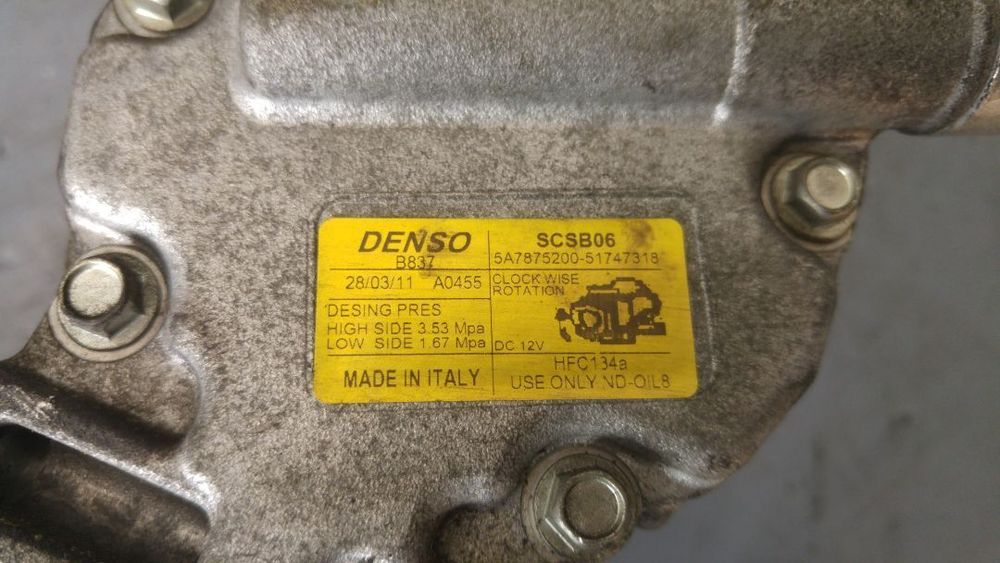 DENSO
B837
28/03/11 A0455
DESING PRES
HIGH SIDE 3.53 Mpa
LOW SIDE 1.67 Mpa
MADE IN ITALY
SCSB06
5A7875200-51747318
CLOCK WISE
ROTATION
DC 12V
HFC134a
USE ONLY ND-OIL8